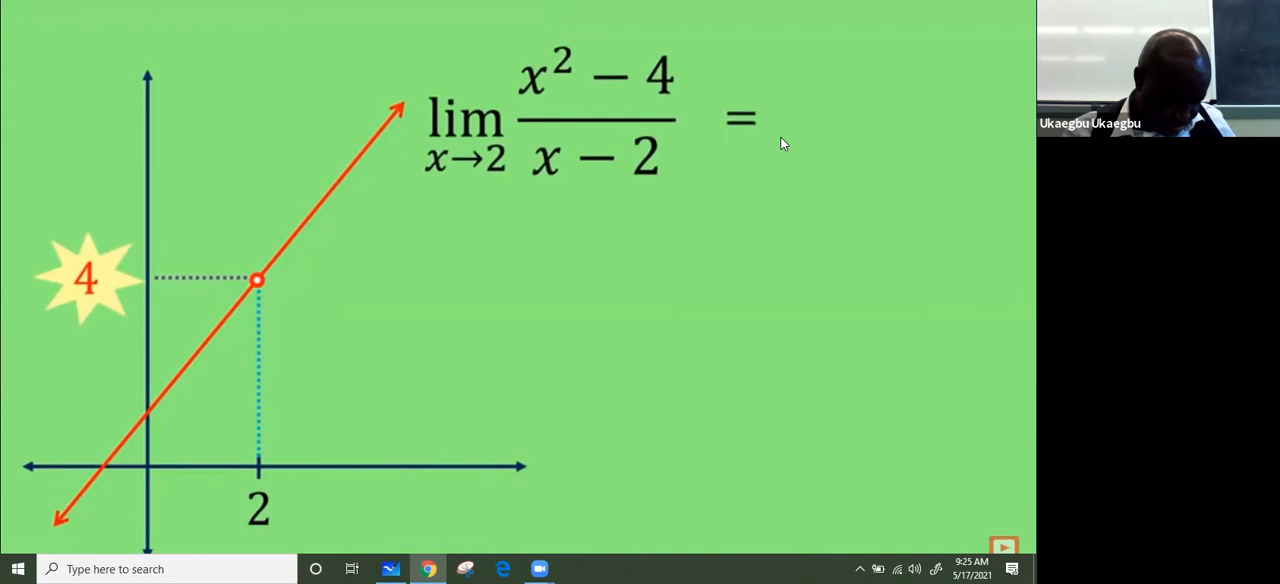 lim x→2 x² − 4 / x − 2 =
Ukaegbu Ukaegbu
4
2
Type here to search
9:25 AM
5/17/2021